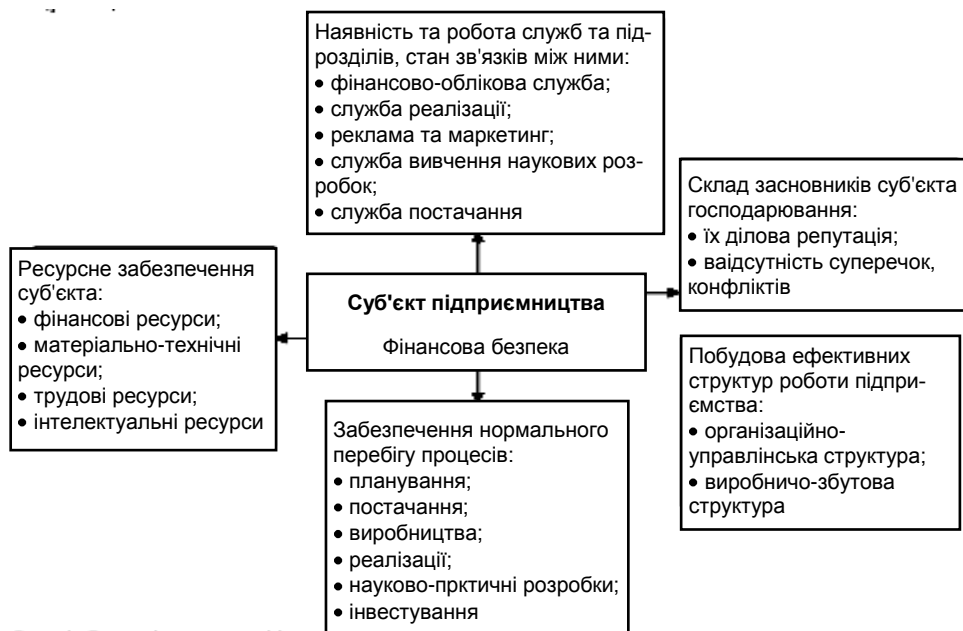 Наявність та робота служб та під-
розділів, стан зв'язків між ними:
• фінансово-облікова служба;
• служба реалізації;
• реклама та маркетинг;
• служба вивчення наукових роз-
робок;
• служба постачання
Склад засновників суб'єкта
господарювання:
• їх ділова репутація;
• ваідсутність суперечок,
конфліктів
Ресурсне забезпечення
суб'єкта:
• фінансові ресурси;
• матеріально-технічні
ресурси;
• трудові ресурси;
• інтелектуальні ресурси
Суб'єкт підприємництва
Фінансова безпека
Побудова ефективних
структур роботи підпри-
ємства:
• організаційно-
управлінська структура;
• виробничо-збутова
структура
Забезпечення нормального
перебігу процесів:
• планування;
• постачання;
• виробництва;
• реалізації;
• науково-прктичні розробки;
• інвестування